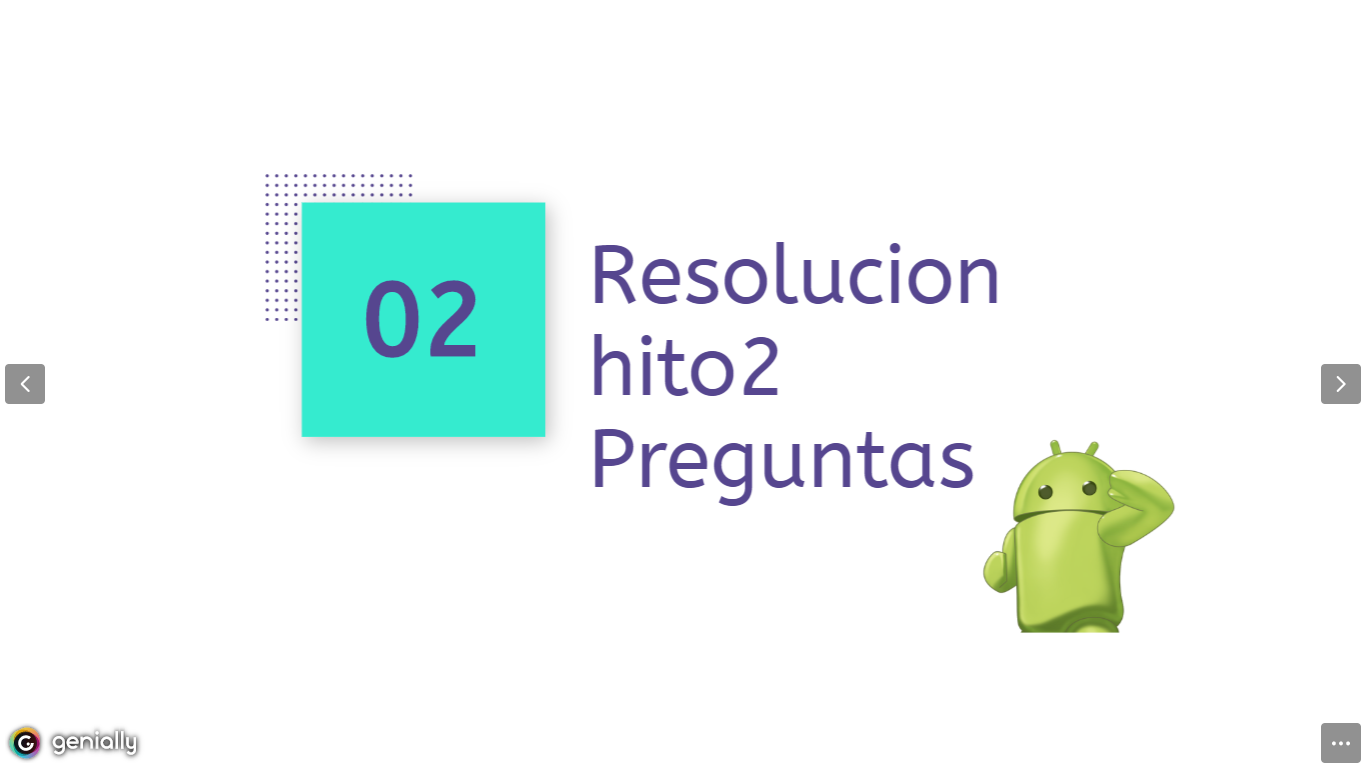 02
Resolucion
hito2
Preguntas
genially